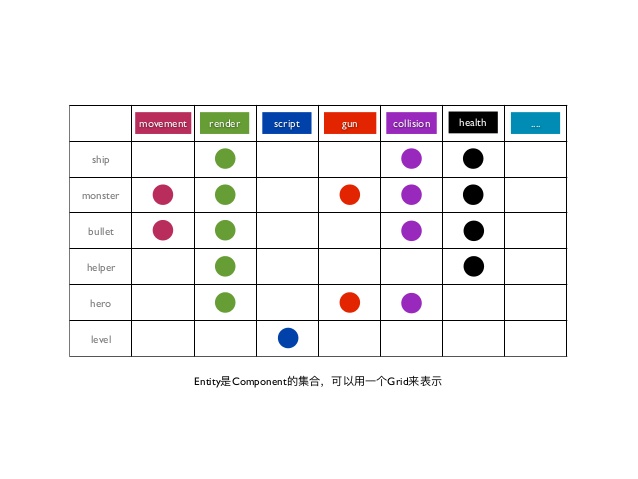 movement render script gun collision health ....
ship
monster
bullet
helper
hero
level
Entity是Component的集合，可以用一个Grid来表示